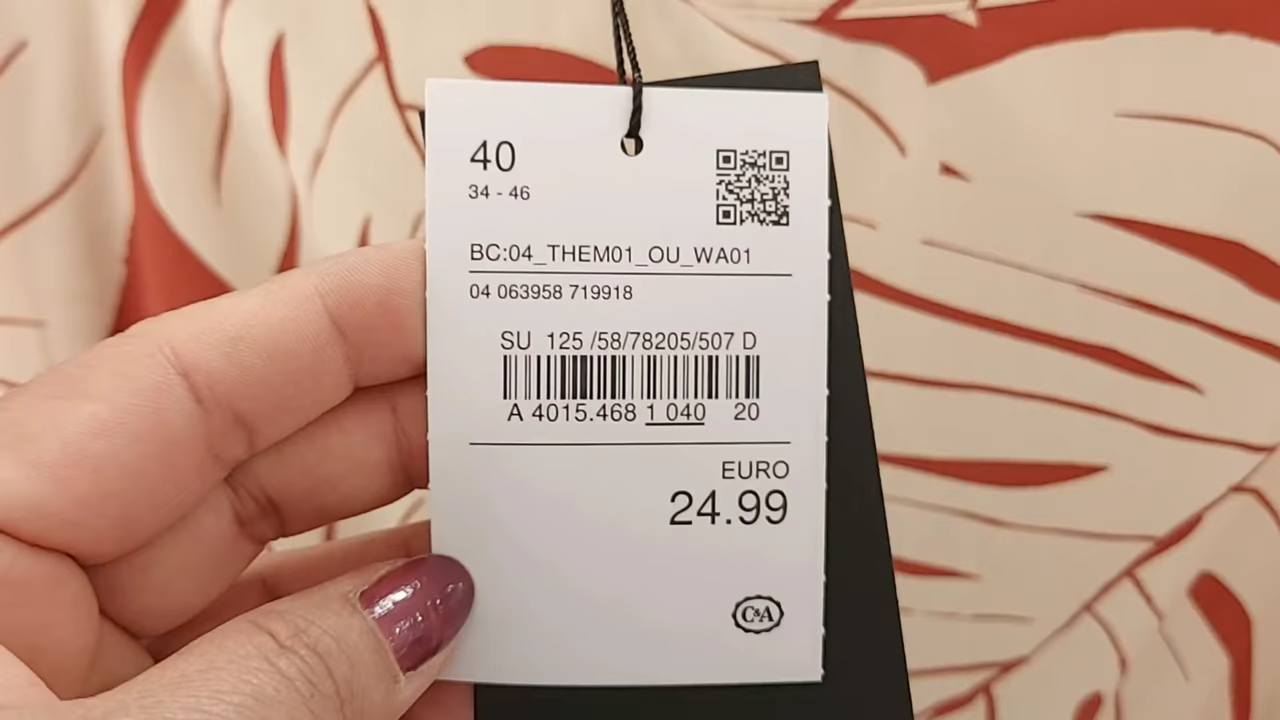 40
34 - 46
BC:04_THEM01_OU_WA01
04 063958 719918
SU 125 /58/78205/507 D
A 4015.468 1 040 20
EURO
24.99
C&A